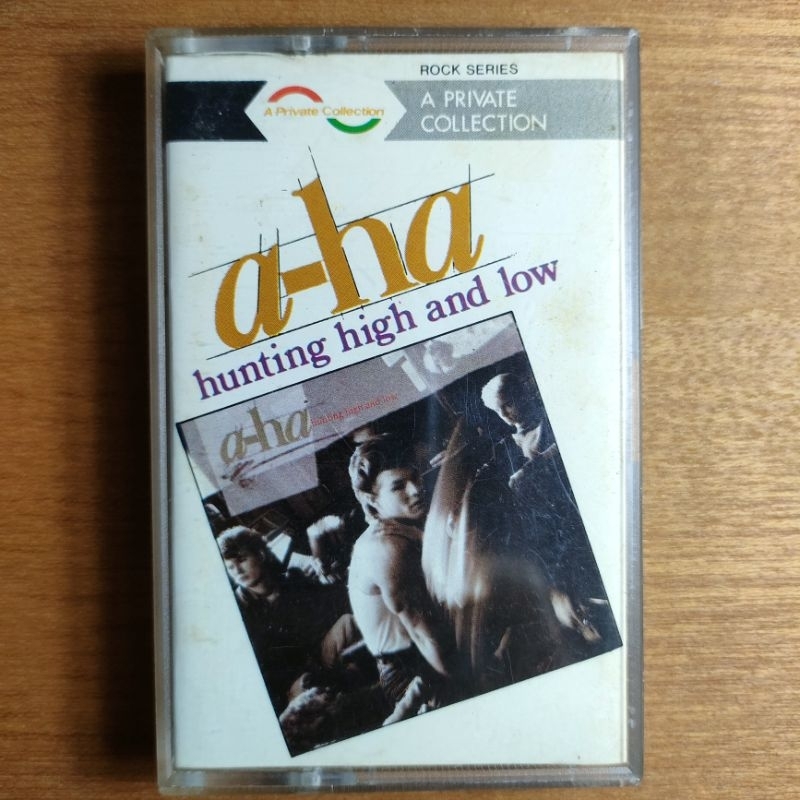 ROCK SERIES
A Private Collection
A PRIVATE
COLLECTION
a-ha
hunting high and low
a-ha
hunting high and low